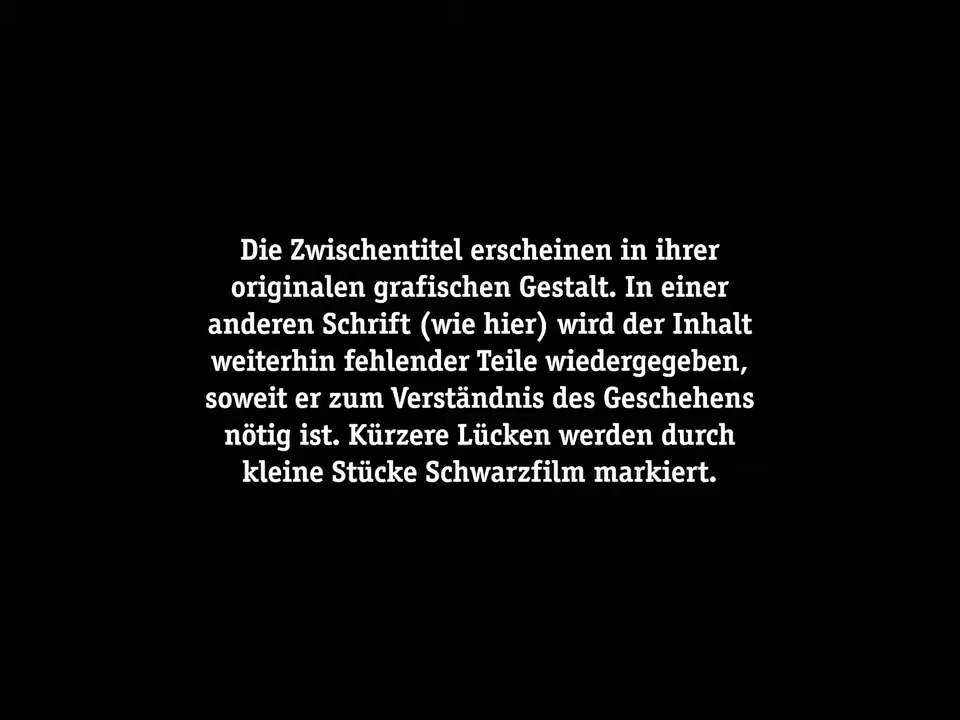 Die Zwischentitel erscheinen in ihrer
originalen grafischen Gestalt. In einer
anderen Schrift (wie hier) wird der Inhalt
weiterhin fehlender Teile wiedergegeben,
soweit er zum Verständnis des Geschehens
nötig ist. Kürzere Lücken werden durch
kleine Stücke Schwarzfilm markiert.